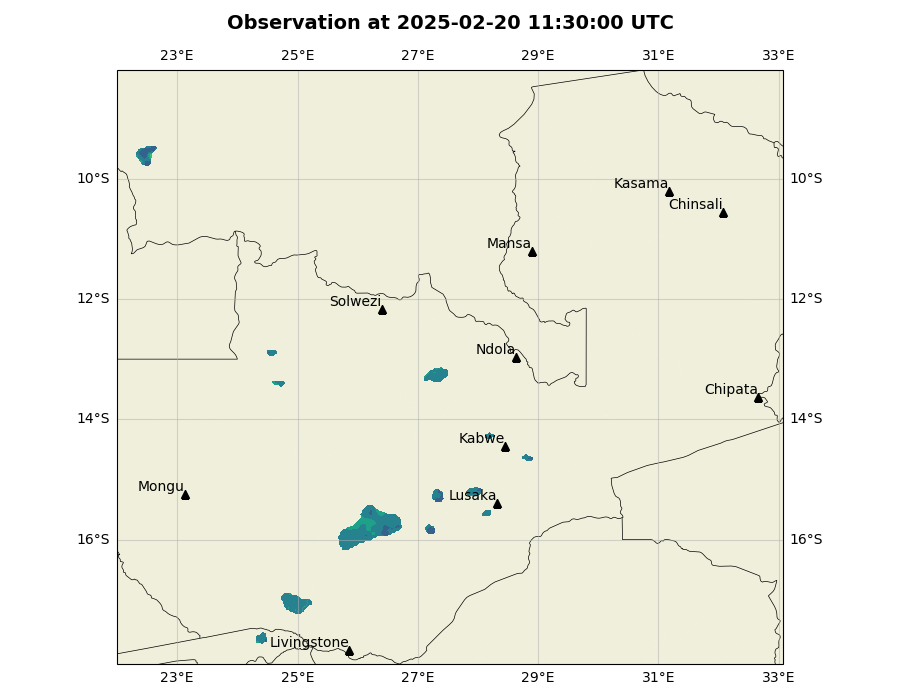 Observation at 2025-02-20 11:30:00 UTC
23°E 25°E 27°E 29°E 31°E 33°E
10°S 10°S
Kasama
Chinsali
Mansa
12°S 12°S
Solwezi
Ndola
Chipata
14°S 14°S
Kabwe
Mongu
Lusaka
16°S 16°S
Livingstone
23°E 25°E 27°E 29°E 31°E 33°E